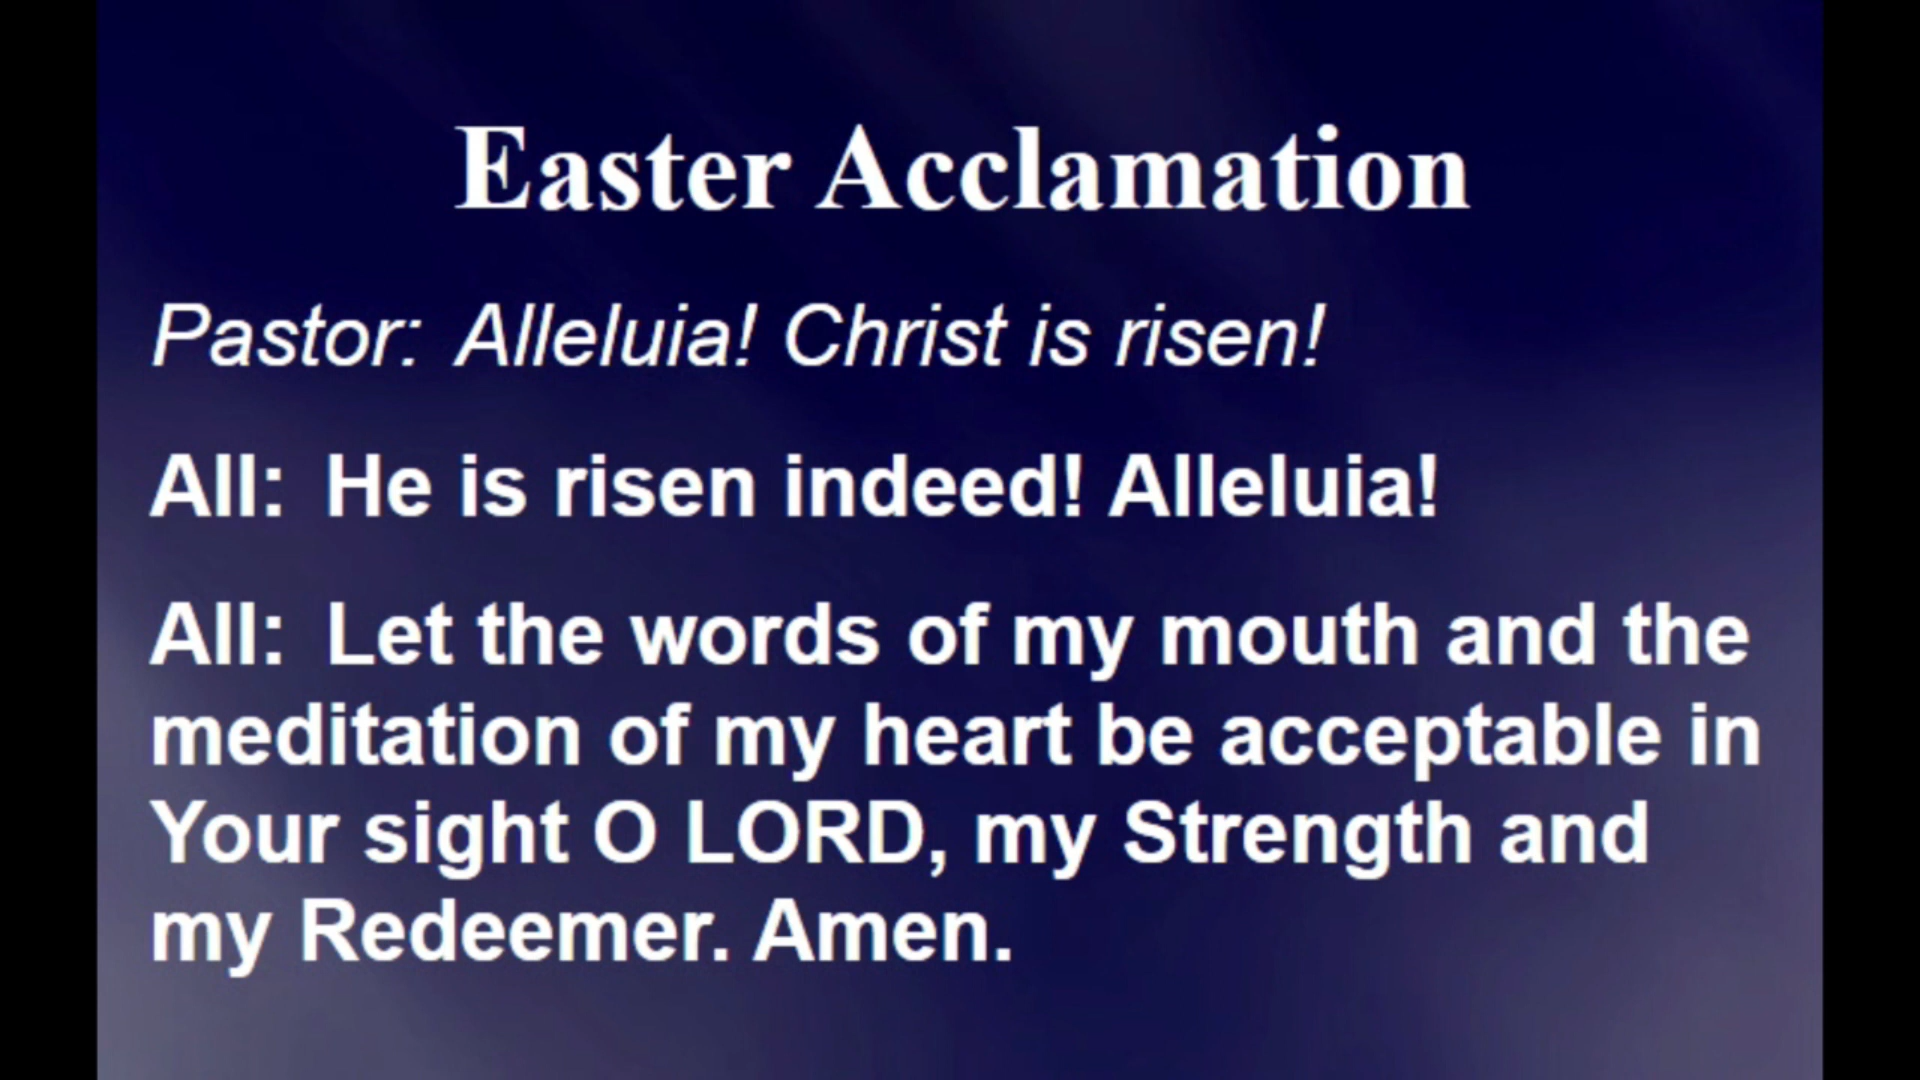 Easter Acclamation
Pastor: Alleluia! Christ is risen!
All: He is risen indeed! Alleluia!
All: Let the words of my mouth and the
meditation of my heart be acceptable in
Your sight O LORD, my Strength and
my Redeemer. Amen.